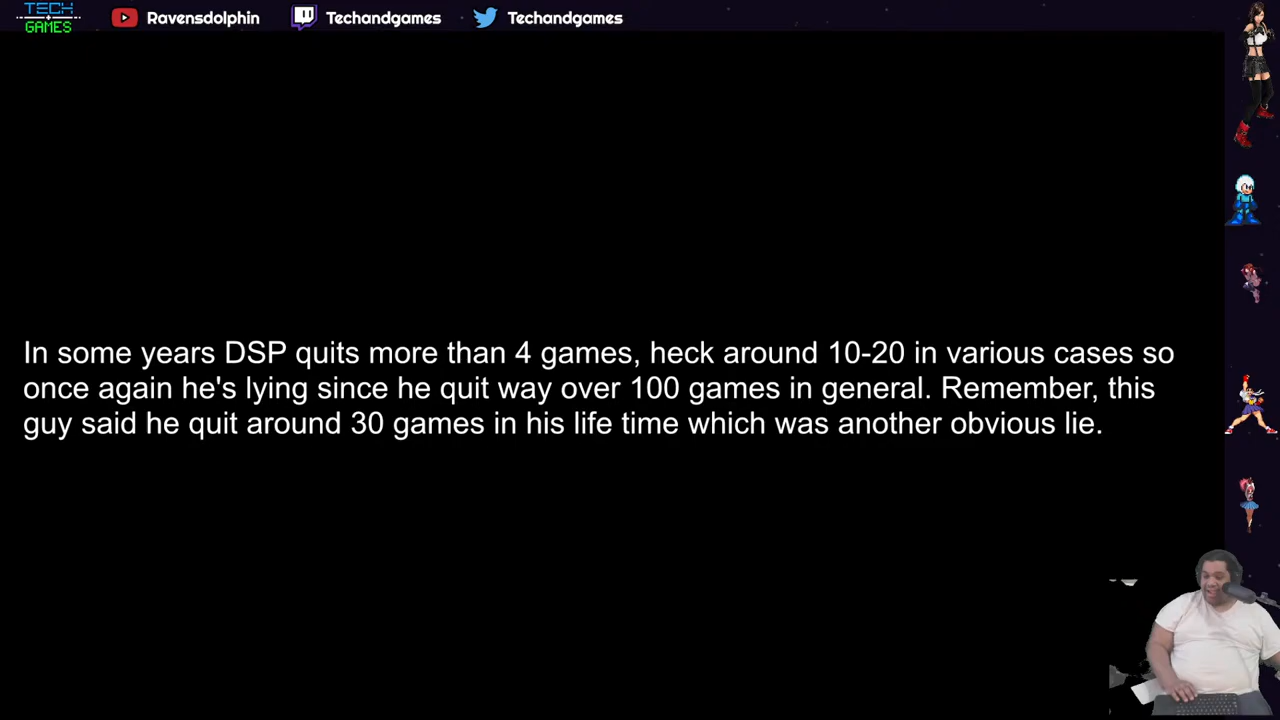 TECH
GAMES
Ravensdolphin
Techandgames
Techandgames
In some years DSP quits more than 4 games, heck around 10-20 in various cases so
once again he's lying since he quit way over 100 games in general. Remember, this
guy said he quit around 30 games in his life time which was another obvious lie.